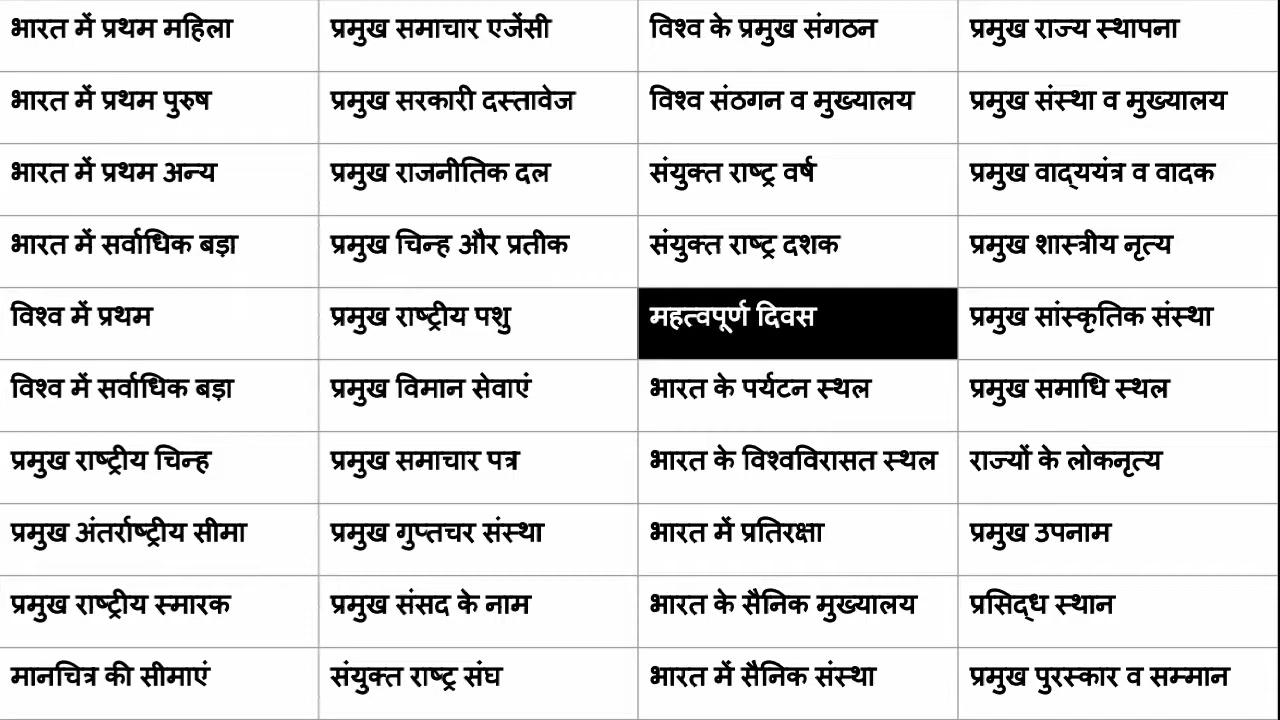 भारत में प्रथम महिला प्रमुख समाचार एजेंसी विश्व के प्रमुख संगठन प्रमुख राज्य स्थापना
भारत में प्रथम पुरुष प्रमुख सरकारी दस्तावेज विश्व संठगन व मुख्यालय प्रमुख संस्था व मुख्यालय
भारत में प्रथम अन्य प्रमुख राजनीतिक दल संयुक्त राष्ट्र वर्ष प्रमुख वाद्ययंत्र व वादक
भारत में सर्वाधिक बड़ा प्रमुख चिन्ह और प्रतीक संयुक्त राष्ट्र दशक प्रमुख शास्त्रीय नृत्य
विश्व में प्रथम प्रमुख राष्ट्रीय पशु महत्वपूर्ण दिवस प्रमुख सांस्कृतिक संस्था
विश्व में सर्वाधिक बड़ा प्रमुख विमान सेवाएं भारत के पर्यटन स्थल प्रमुख समाधि स्थल
प्रमुख राष्ट्रीय चिन्ह प्रमुख समाचार पत्र भारत के विश्वविरासत स्थल राज्यों के लोकनृत्य
प्रमुख अंतर्राष्ट्रीय सीमा प्रमुख गुप्तचर संस्था भारत में प्रतिरक्षा प्रमुख उपनाम
प्रमुख राष्ट्रीय स्मारक प्रमुख संसद के नाम भारत के सैनिक मुख्यालय प्रसिद्ध स्थान
मानचित्र की सीमाएं संयुक्त राष्ट्र संघ भारत में सैनिक संस्था प्रमुख पुरस्कार व सम्मान